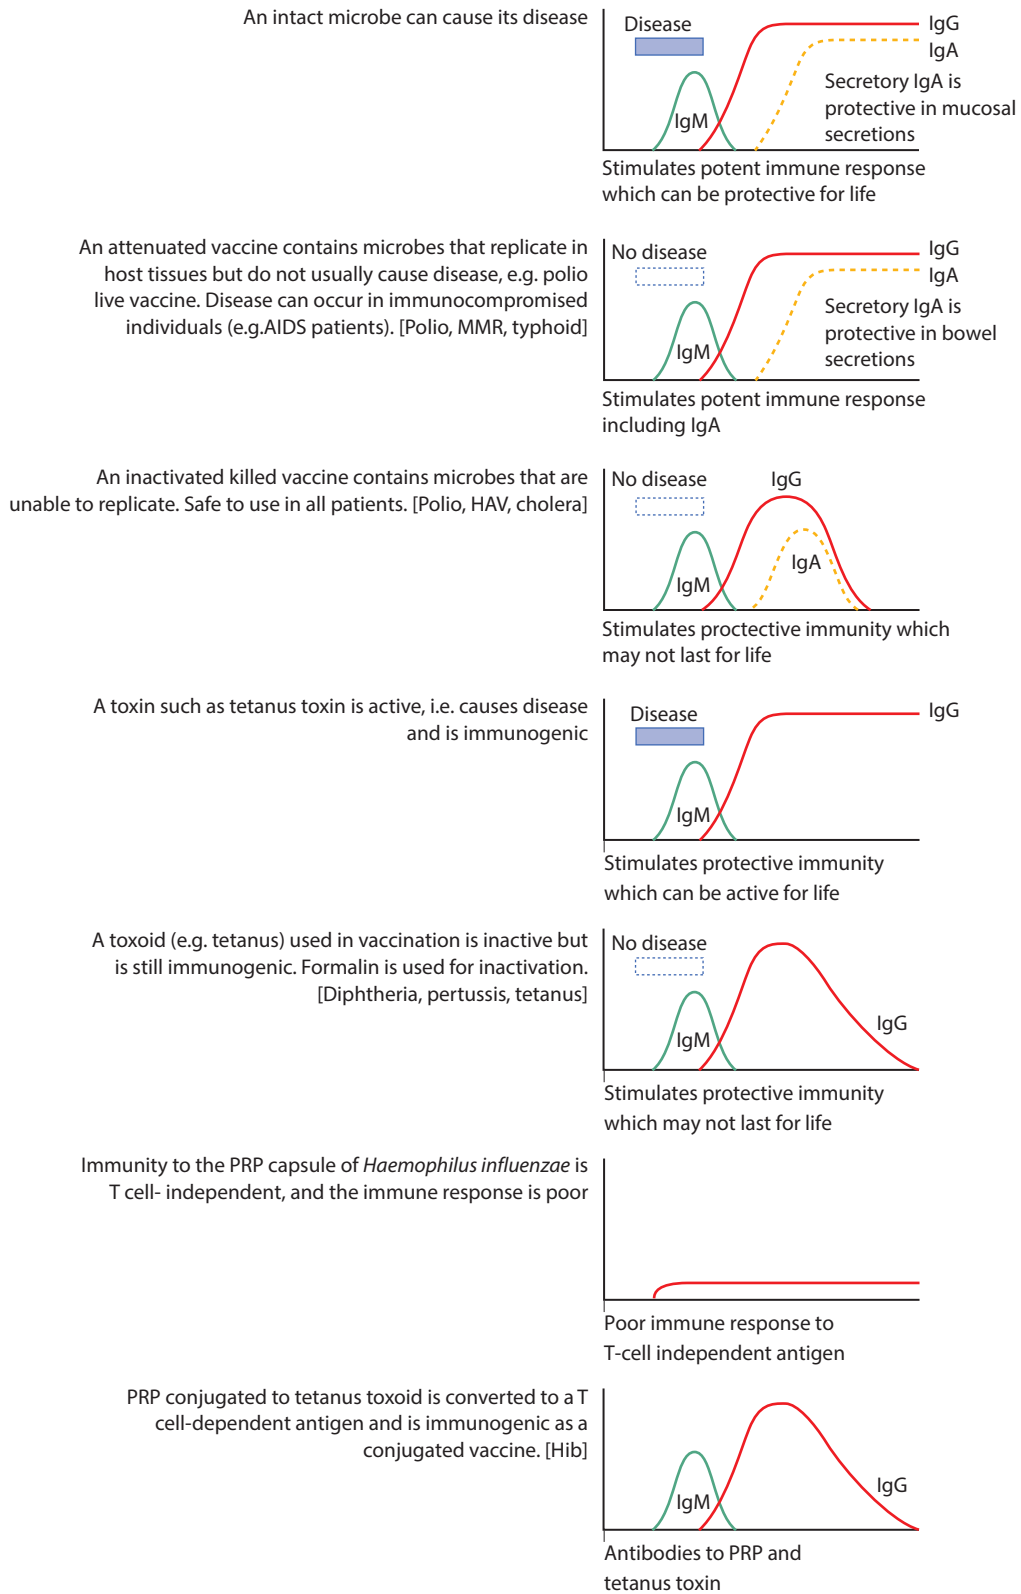 An intact microbe can cause its disease
Disease
IgG
IgA
IgM
Secretory IgA is
protective in mucosal
secretions
Stimulates potent immune response
which can be protective for life
An attenuated vaccine contains microbes that replicate in
host tissues but do not usually cause disease, e.g. polio
live vaccine. Disease can occur in immunocompromised
individuals (e.g.AIDS patients). [Polio, MMR, typhoid]
No disease
IgG
IgA
IgM
Secretory IgA is
protective in bowel
secretions
Stimulates potent immune response
including IgA
An inactivated killed vaccine contains microbes that are
unable to replicate. Safe to use in all patients. [Polio, HAV, cholera]
No disease
IgG
IgA
IgM
Stimulates proctective immunity which
may not last for life
A toxin such as tetanus toxin is active, i.e. causes disease
and is immunogenic
Disease
IgG
IgM
Stimulates protective immunity
which can be active for life
A toxoid (e.g. tetanus) used in vaccination is inactive but
is still immunogenic. Formalin is used for inactivation.
[Diphtheria, pertussis, tetanus]
No disease
IgG
IgM
Stimulates protective immunity
which may not last for life
Immunity to the PRP capsule of Haemophilus influenzae is
T cell- independent, and the immune response is poor
Poor immune response to
T-cell independent antigen
PRP conjugated to tetanus toxoid is converted to a T
cell-dependent antigen and is immunogenic as a
conjugated vaccine. [Hib]
IgG
IgM
Antibodies to PRP and
tetanus toxin